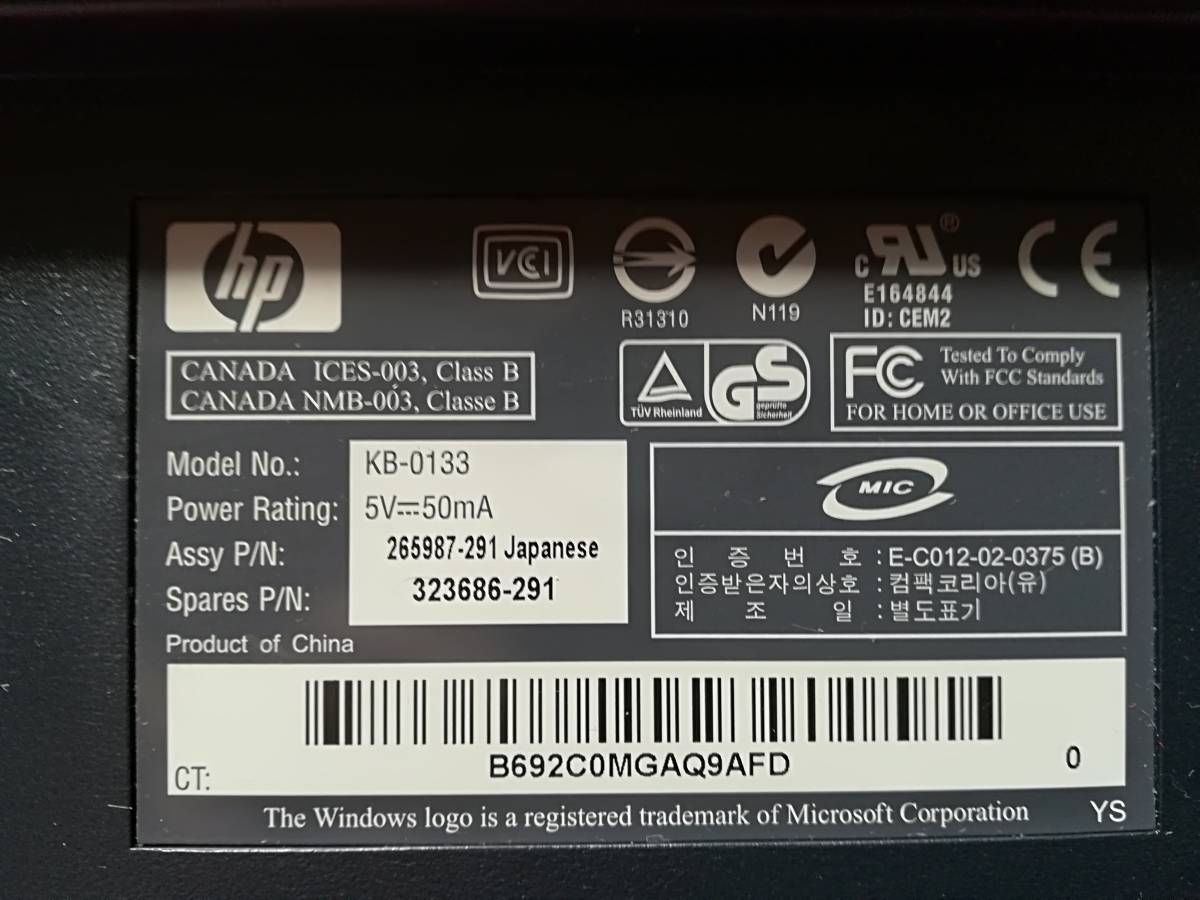 hp
VCI
R31310
N119
c RU US ®
E164844
ID: CEM2
CE
CANADA ICES-003, Class B
CANADA NMB-003, Classe B
TÜV Rheinland
GS
geprüfte
Sicherheit
FC
Tested To Comply
With FCC Standards
FOR HOME OR OFFICE USE
Model No.: KB-0133
Power Rating: 5V⎓50mA
Assy P/N: 265987-291 Japanese
Spares P/N: 323686-291
Product of China
MIC
인 증 번 호 : E-C012-02-0375 (B)
인증받은자의상호 : 컴팩코리아(유)
제 조 일 : 별도표기
B692C0MGAQ9AFD
CT:
0
The Windows logo is a registered trademark of Microsoft Corporation
YS